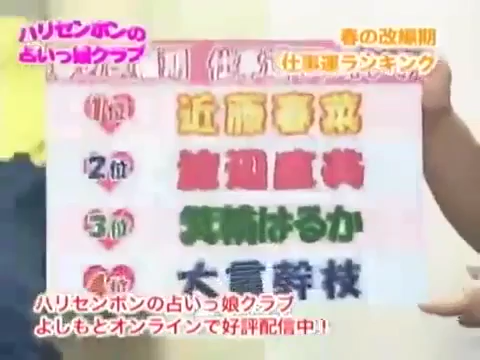 ハリセンボンの
占いっ娘クラブ
春の改編期
仕事運ランキング
1位 近藤春菜
2位 渡辺直美
3位 箕輪はるか
4位 大貫幹枝
ハリセンボンの占いっ娘クラブ
よしもとオンラインで好評配信中!